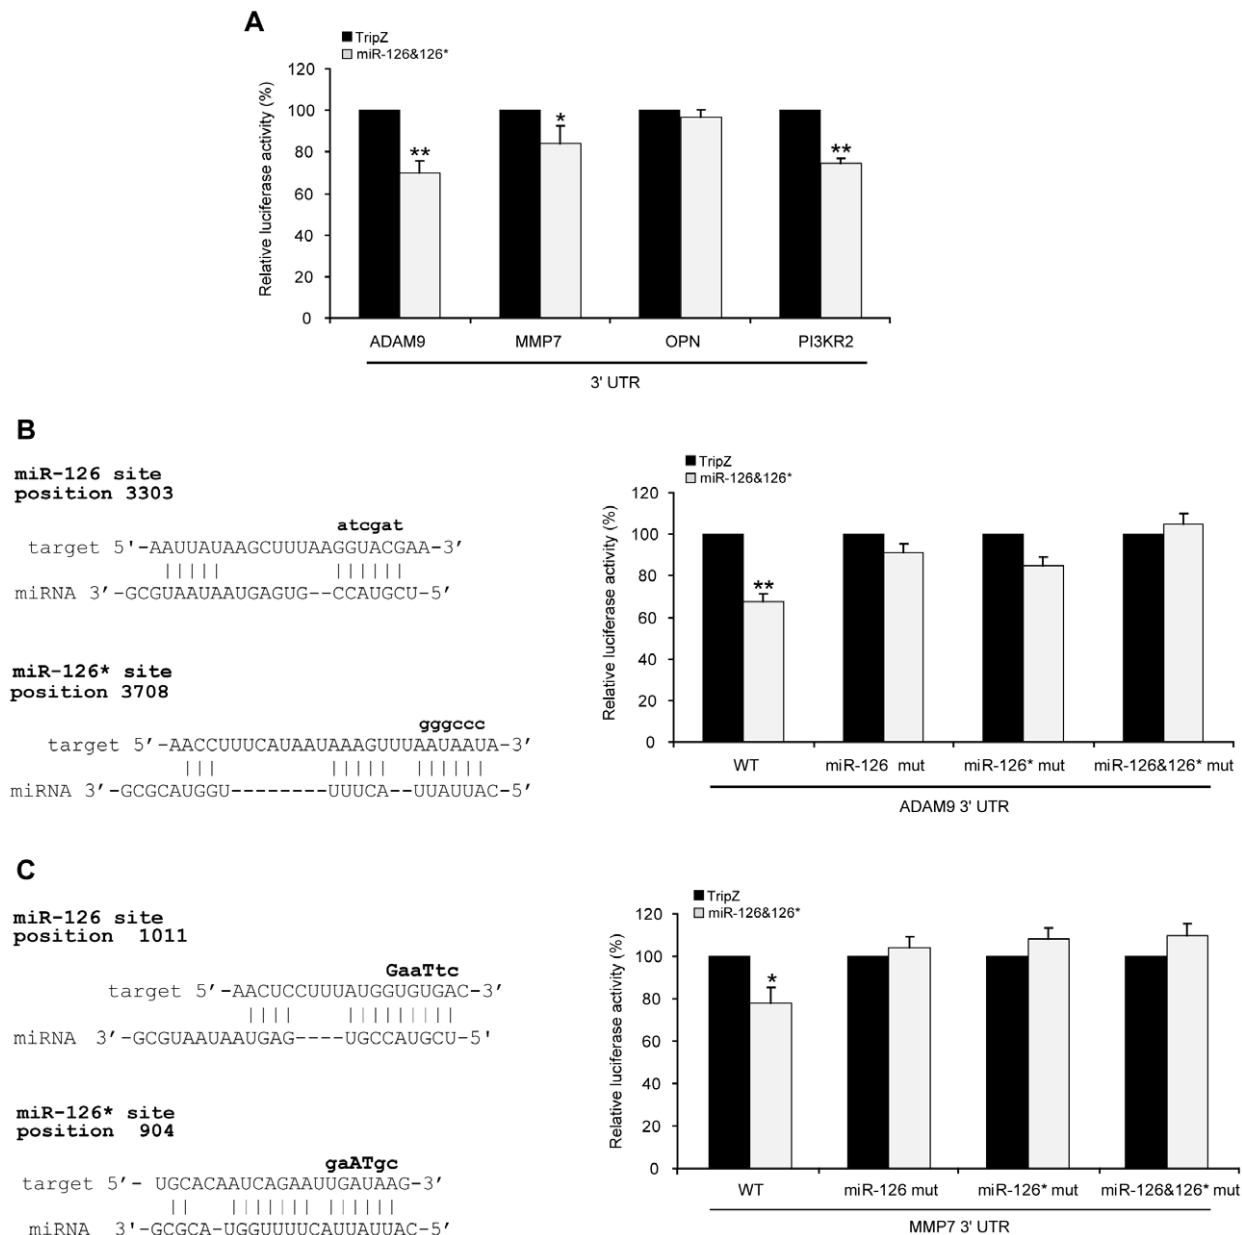 A
TripZ
miR-126&126*
Relative luciferase activity (%)
120
100
80
60
40
20
0
**
*
**
ADAM9 MMP7 OPN PI3KR2
3' UTR
B
miR-126 site
position 3303
atcgat
target 5'-AAUUAUAAGCUUUAAGGUACGAA-3'
miRNA 3'-GCGUAAUAAUGAGUG--CCAUGCU-5'
miR-126* site
position 3708
gggccc
target 5'-AACCUUUCAUAAUAAAGUUUAAUAAUA-3'
miRNA 3'-GCGCAUGGU--------UUUCA--UUAUUAC-5'
TripZ
miR-126&126*
Relative luciferase activity (%)
120
100
80
60
40
20
0
**
WT miR-126 mut miR-126* mut miR-126&126* mut
ADAM9 3' UTR
C
miR-126 site
position 1011
GaaTtc
target 5'-AACUCCUUUAUGGUGUGAC-3'
miRNA 3'-GCGUAAUAAUGAG----UGCCAUGCU-5'
miR-126* site
position 904
gaATgc
target 5'- UGCACAAUCAGAAUUGAUAAG-3'
miRNA 3'-GCGCA-UGGUUUUCAUUAUUAC-5'
TripZ
miR-126&126*
Relative luciferase activity (%)
120
100
80
60
40
20
0
*
WT miR-126 mut miR-126* mut miR-126&126* mut
MMP7 3' UTR